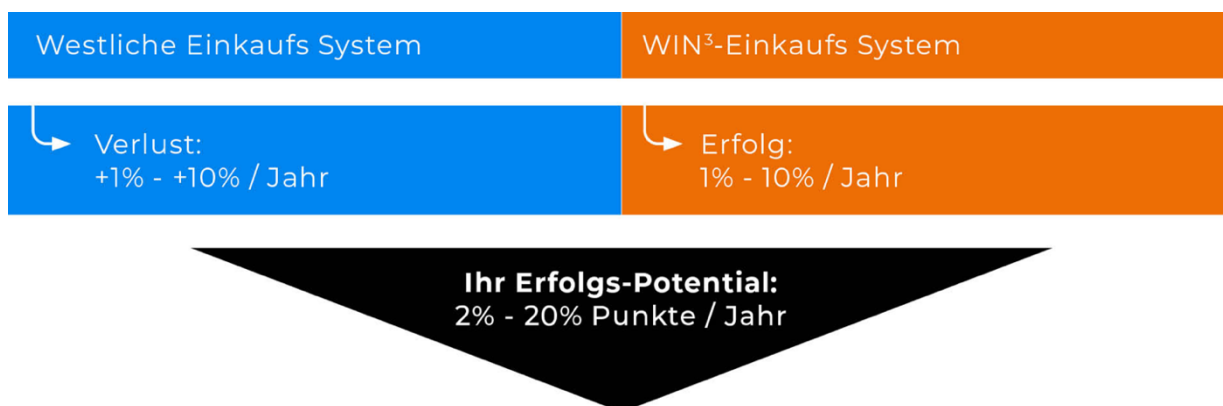 Westliche Einkaufs System
WIN³-Einkaufs System
Verlust:
+1% - +10% / Jahr
Erfolg:
1% - 10% / Jahr
Ihr Erfolgs-Potential:
2% - 20% Punkte / Jahr